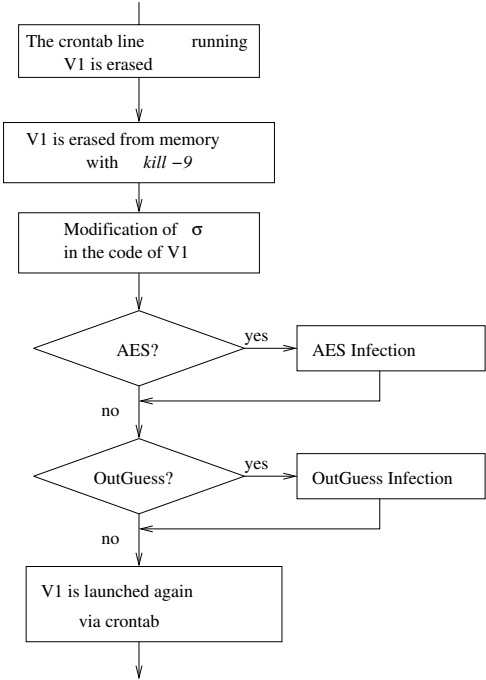 The crontab line running
V1 is erased
V1 is erased from memory
with kill −9
Modification of σ
in the code of V1
AES?
yes
AES Infection
no
OutGuess?
yes
OutGuess Infection
no
V1 is launched again
via crontab